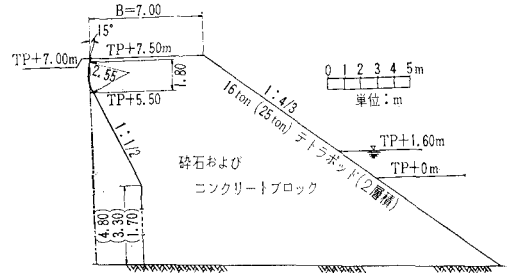 B=7.00
15°
TP+7.50m
TP+7.00m
2.55
1.80
TP+5.50
1:1/2
1:4/3
16ton (25ton) テトラポッド(2層積)
0 1 2 3 4 5m
単位:m
TP+1.60m
TP+0m
砕石および
コンクリートブロック
(4.80)
(3.30)
(1.70)